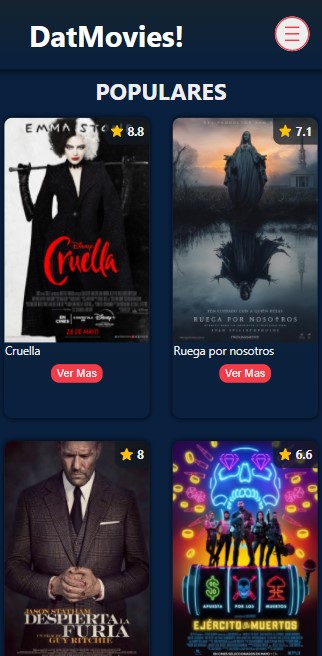 DatMovies!
POPULARES
EMMA STONE
8.8
Disney
Cruella
28 DE MAYO
Cruella
Ver Mas
7.1
RUEGA POR NOSOTROS
Ruega por nosotros
Ver Mas
8
JASON STATHAM
DESPIERTA LA
FURIA
GUY RITCHIE
6.6
APUESTA POR LOS MUERTOS
EJÉRCITO DE LOS MUERTOS